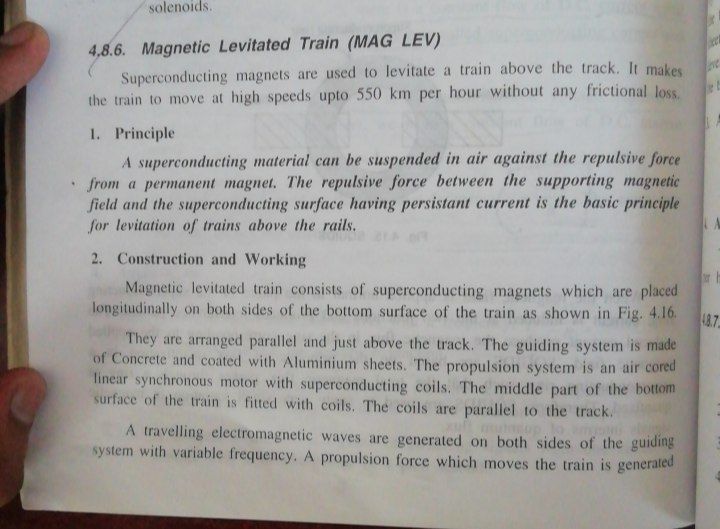 solenoids.
4.8.6. Magnetic Levitated Train (MAG LEV)
Superconducting magnets are used to levitate a train above the track. It makes
the train to move at high speeds upto 550 km per hour without any frictional loss.
1. Principle
A superconducting material can be suspended in air against the repulsive force
from a permanent magnet. The repulsive force between the supporting magnetic
field and the superconducting surface having persistant current is the basic principle
for levitation of trains above the rails.
2. Construction and Working
Magnetic levitated train consists of superconducting magnets which are placed
longitudinally on both sides of the bottom surface of the train as shown in Fig. 4.16.
They are arranged parallel and just above the track. The guiding system is made
of Concrete and coated with Aluminium sheets. The propulsion system is an air cored
linear synchronous motor with superconducting coils. The middle part of the bottom
surface of the train is fitted with coils. The coils are parallel to the track.
A travelling electromagnetic waves are generated on both sides of the guiding
system with variable frequency. A propulsion force which moves the train is generated
4.8.7.